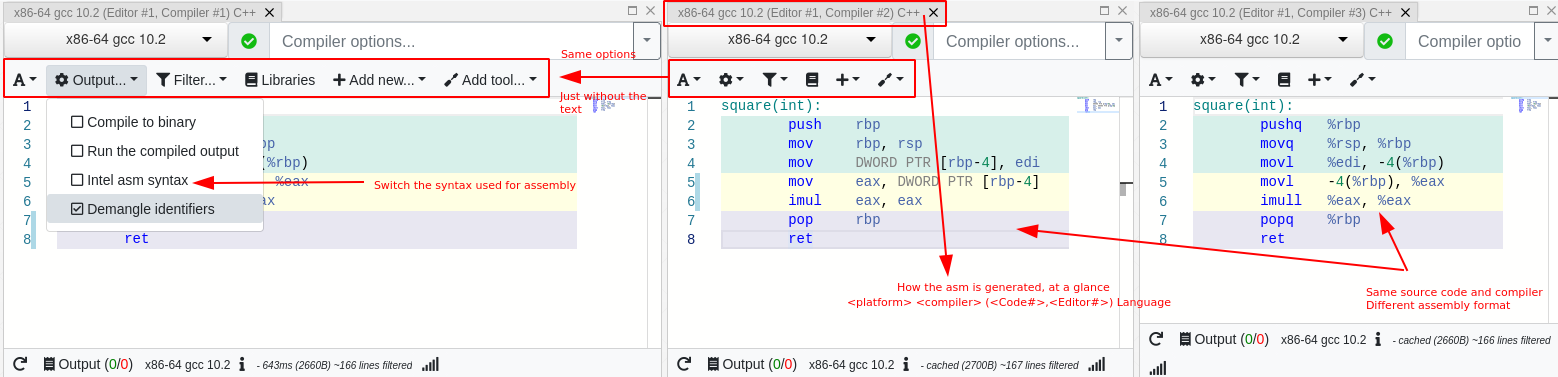 x86-64 gcc 10.2 (Editor #1, Compiler #1) C++
x86-64 gcc 10.2
Compiler options...
A
Output...
Filter...
Libraries
Add new...
Add tool...
Compile to binary
Run the compiled output
Intel asm syntax
Demangle identifiers
1
2
3 bp
4 (%rbp)
5 %eax
6 ax
7
8 ret
Output (0/0) x86-64 gcc 10.2 i - 643ms (2660B) ~166 lines filtered
Same options
Just without the
text
Switch the syntax used for assembly
x86-64 gcc 10.2 (Editor #1, Compiler #2) C++
x86-64 gcc 10.2
Compiler options...
A
1 square(int):
2 push rbp
3 mov rbp, rsp
4 mov DWORD PTR [rbp-4], edi
5 mov eax, DWORD PTR [rbp-4]
6 imul eax, eax
7 pop rbp
8 ret
How the asm is generated, at a glance
<platform> <compiler> (<Code#>,<Editor#>) Language
Output (0/0) x86-64 gcc 10.2 i - cached (2700B) ~167 lines filtered
x86-64 gcc 10.2 (Editor #1, Compiler #3) C++
x86-64 gcc 10.2
Compiler optio
A
1 square(int):
2 pushq %rbp
3 movq %rsp, %rbp
4 movl %edi, -4(%rbp)
5 movl -4(%rbp), %eax
6 imull %eax, %eax
7 popq %rbp
8 ret
Same source code and compiler
Different assembly format
Output (0/0) x86-64 gcc 10.2 i - cached (2660B) ~166 lines filtered